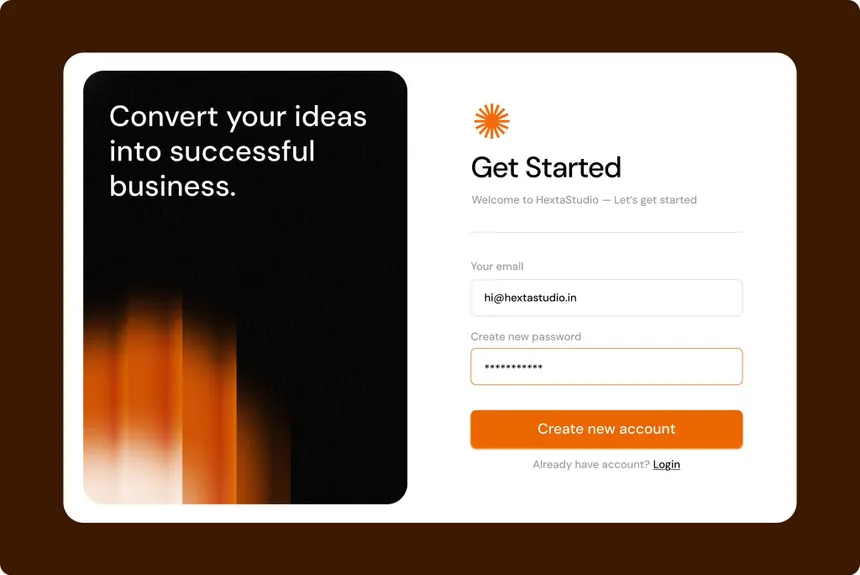 Convert your ideas
into successful
business.
Get Started
Welcome to HextaStudio — Let's get started
Your email
hi@hextastudio.in
Create new password
***********
Create new account
Already have account? Login